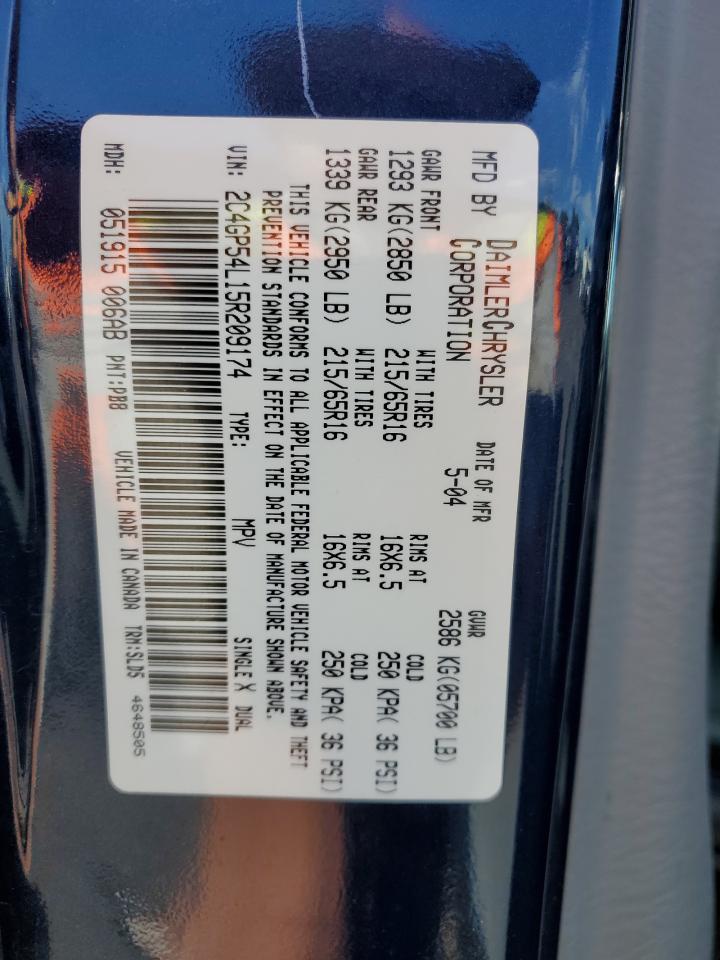 MFD BY DAIMLERCHRYSLER CORPORATION DATE OF MFR 5-04 GVWR 2586 KG(05700 LB)
GAWR FRONT WITH TIRES RIMS AT COLD
1293 KG(2850 LB) 215/65R16 16X6.5 250 KPA( 36 PSI)
GAWR REAR WITH TIRES RIMS AT COLD
1339 KG(2950 LB) 215/65R16 16X6.5 250 KPA( 36 PSI)
THIS VEHICLE CONFORMS TO ALL APPLICABLE FEDERAL MOTOR VEHICLE SAFETY AND THEFT
PREVENTION STANDARDS IN EFFECT ON THE DATE OF MANUFACTURE SHOWN ABOVE.
VIN: 2C4GP54L15R209174 TYPE: MPV SINGLE X DUAL
MDH: 051915 006AB PNT:PB8 VEHICLE MADE IN CANADA TRM:SLD5 4648505